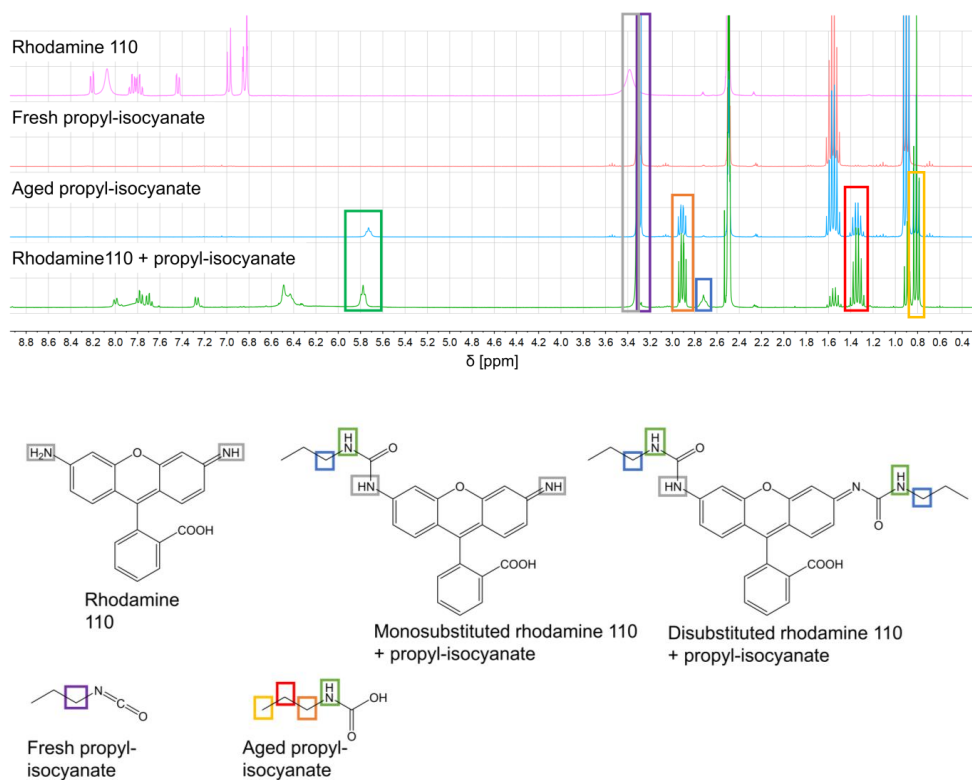 Rhodamine 110
Fresh propyl-isocyanate
Aged propyl-isocyanate
Rhodamine110 + propyl-isocyanate
8.8 8.6 8.4 8.2 8.0 7.8 7.6 7.4 7.2 7.0 6.8 6.6 6.4 6.2 6.0 5.8 5.6 5.4 5.2 5.0 4.8 4.6 4.4 4.2 4.0 3.8 3.6 3.4 3.2 3.0 2.8 2.6 2.4 2.2 2.0 1.8 1.6 1.4 1.2 1.0 0.8 0.6 0.4
δ [ppm]
H₂N
O
NH
COOH
Rhodamine
110
H
N
O
HN
O
NH
COOH
Monosubstituted rhodamine 110
+ propyl-isocyanate
H
N
O
HN
O
N
H
N
O
COOH
Disubstituted rhodamine 110
+ propyl-isocyanate
N
C
O
Fresh propyl-
isocyanate
H
N
OH
O
Aged propyl-
isocyanate